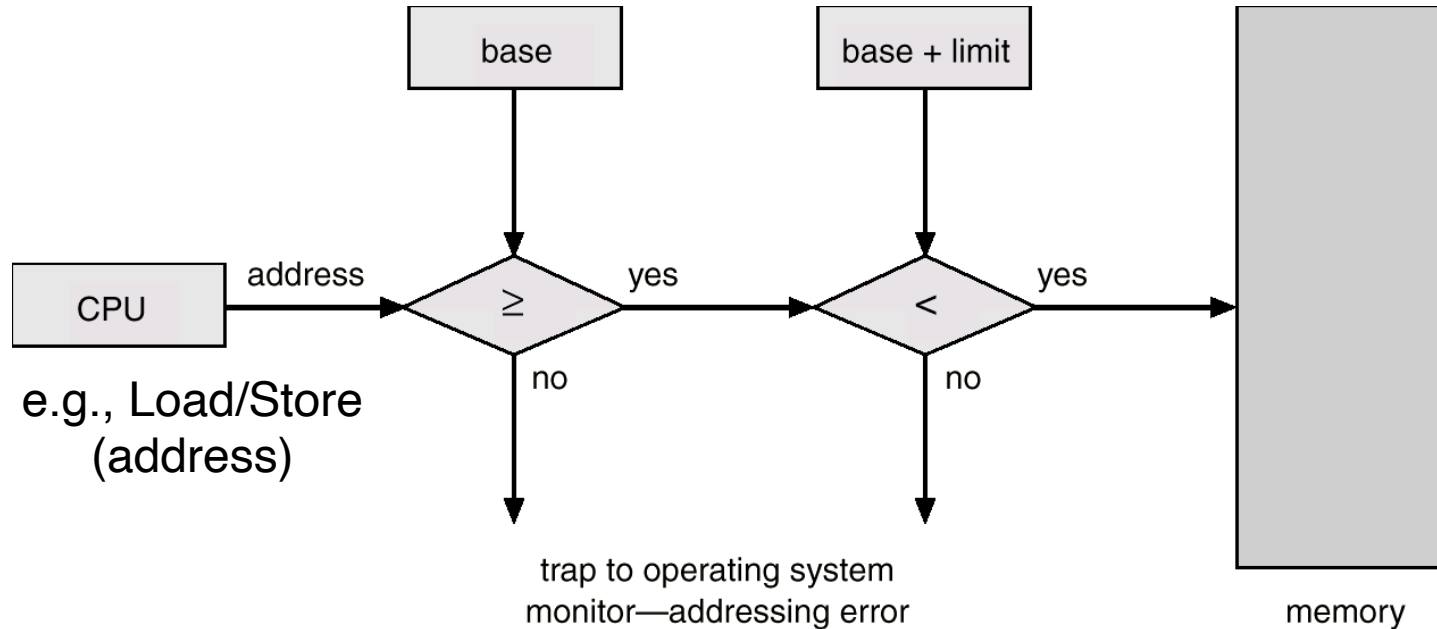 base
base + limit
CPU
address
≥
yes
<
yes
no
no
e.g., Load/Store
(address)
trap to operating system
monitor—addressing error
memory